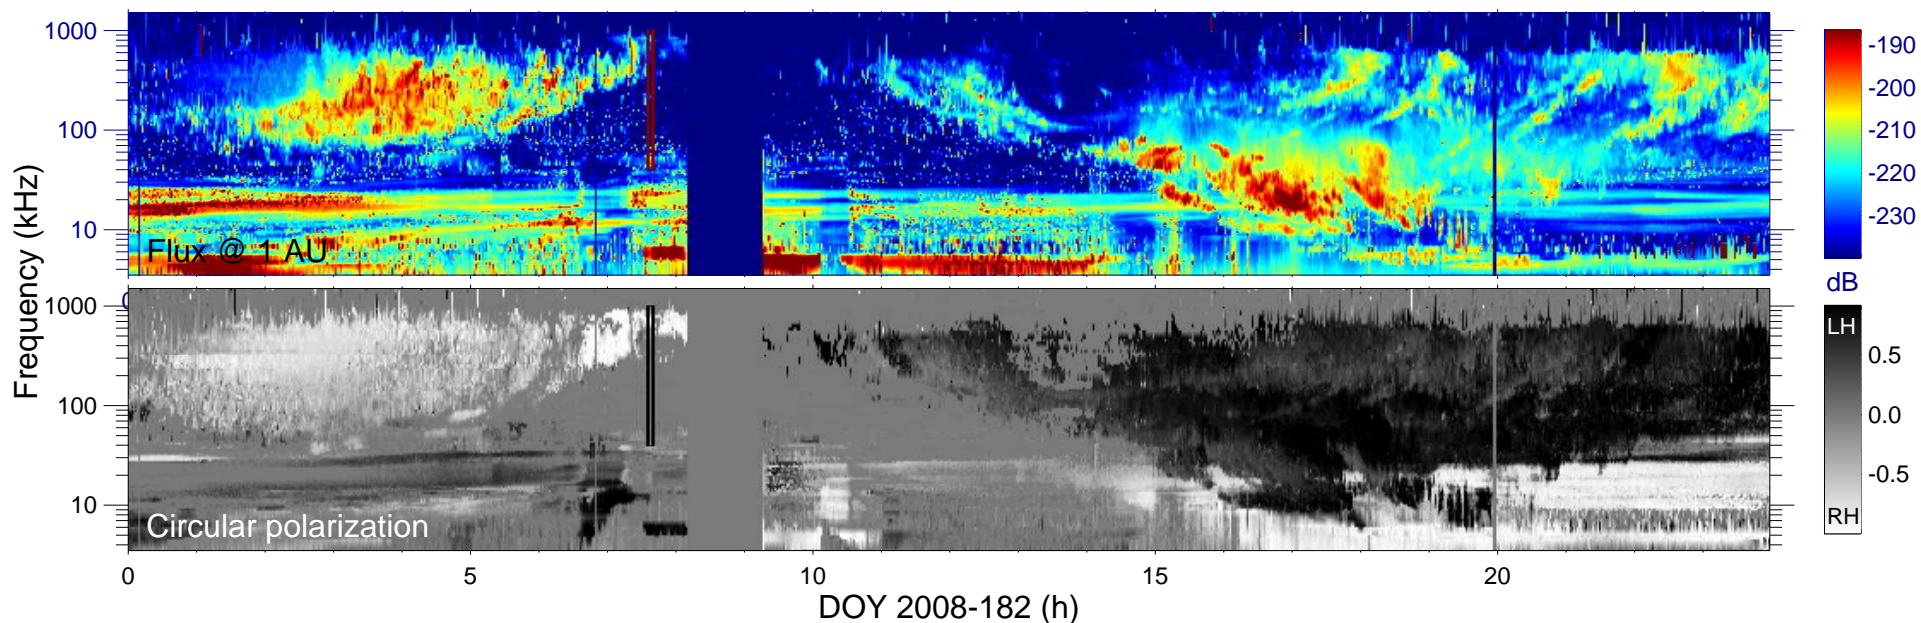 1000
100
10
Frequency (kHz)
Flux @ 1 AU
-190
-200
-210
-220
-230
dB
0
1000
100
10
Circular polarization
LH
0.5
0.0
-0.5
RH
0 5 10 15 20
DOY 2008-182 (h)